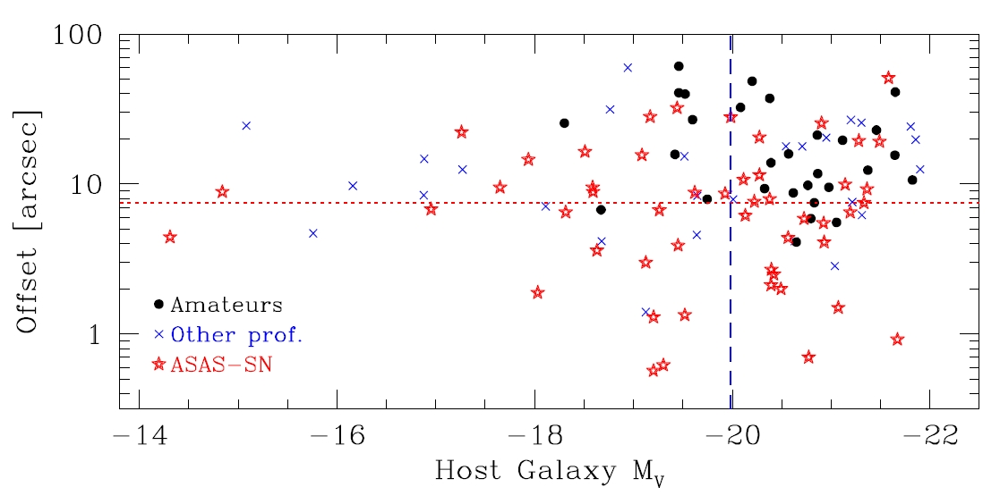 100
10
1
Offset [arcsec]
Amateurs
Other prof.
ASAS-SN
-14
-16
-18
-20
-22
Host Galaxy M_V